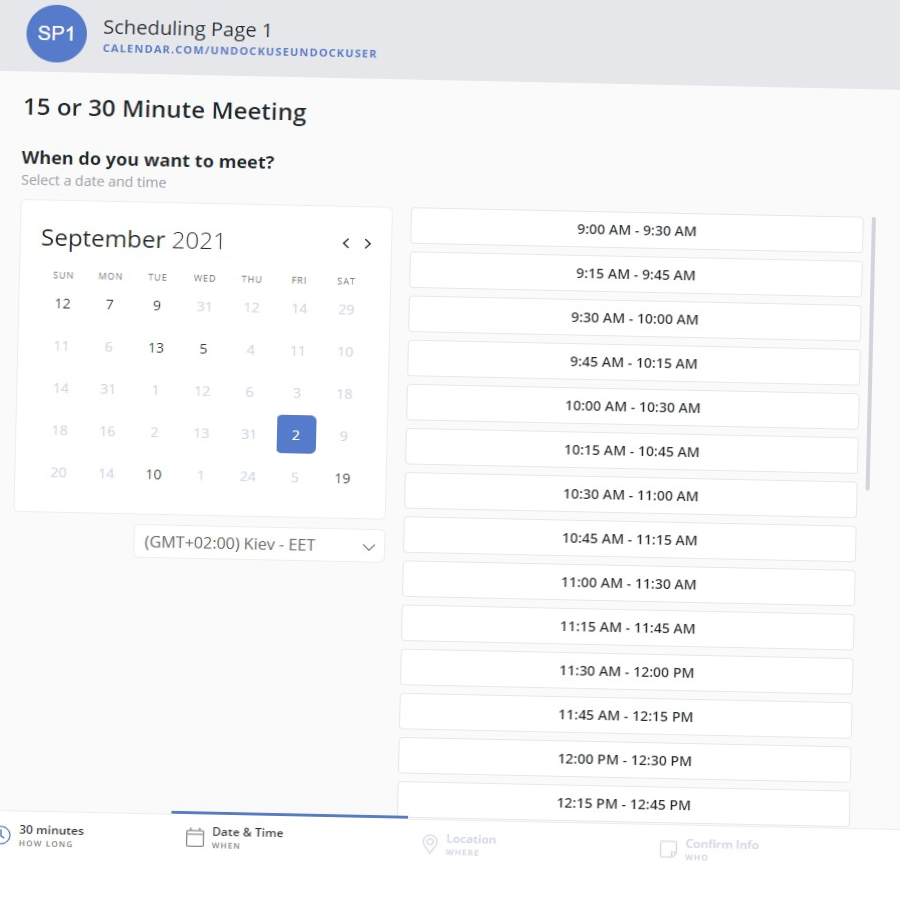 SP1
Scheduling Page 1
CALENDAR.COM/UNDOCKUSEUNDOCKUSER
15 or 30 Minute Meeting
When do you want to meet?
Select a date and time
September 2021
SUN MON TUE WED THU FRI SAT
12 7 9 31 12 14 29
11 6 13 5 4 11 10
14 31 1 12 6 3 18
18 16 2 13 31 2 9
20 14 10 1 24 5 19
(GMT+02:00) Kiev - EET
9:00 AM - 9:30 AM
9:15 AM - 9:45 AM
9:30 AM - 10:00 AM
9:45 AM - 10:15 AM
10:00 AM - 10:30 AM
10:15 AM - 10:45 AM
10:30 AM - 11:00 AM
10:45 AM - 11:15 AM
11:00 AM - 11:30 AM
11:15 AM - 11:45 AM
11:30 AM - 12:00 PM
11:45 AM - 12:15 PM
12:00 PM - 12:30 PM
12:15 PM - 12:45 PM
30 minutes
HOW LONG
Date & Time
WHEN
Location
WHERE
Confirm Info
WHO